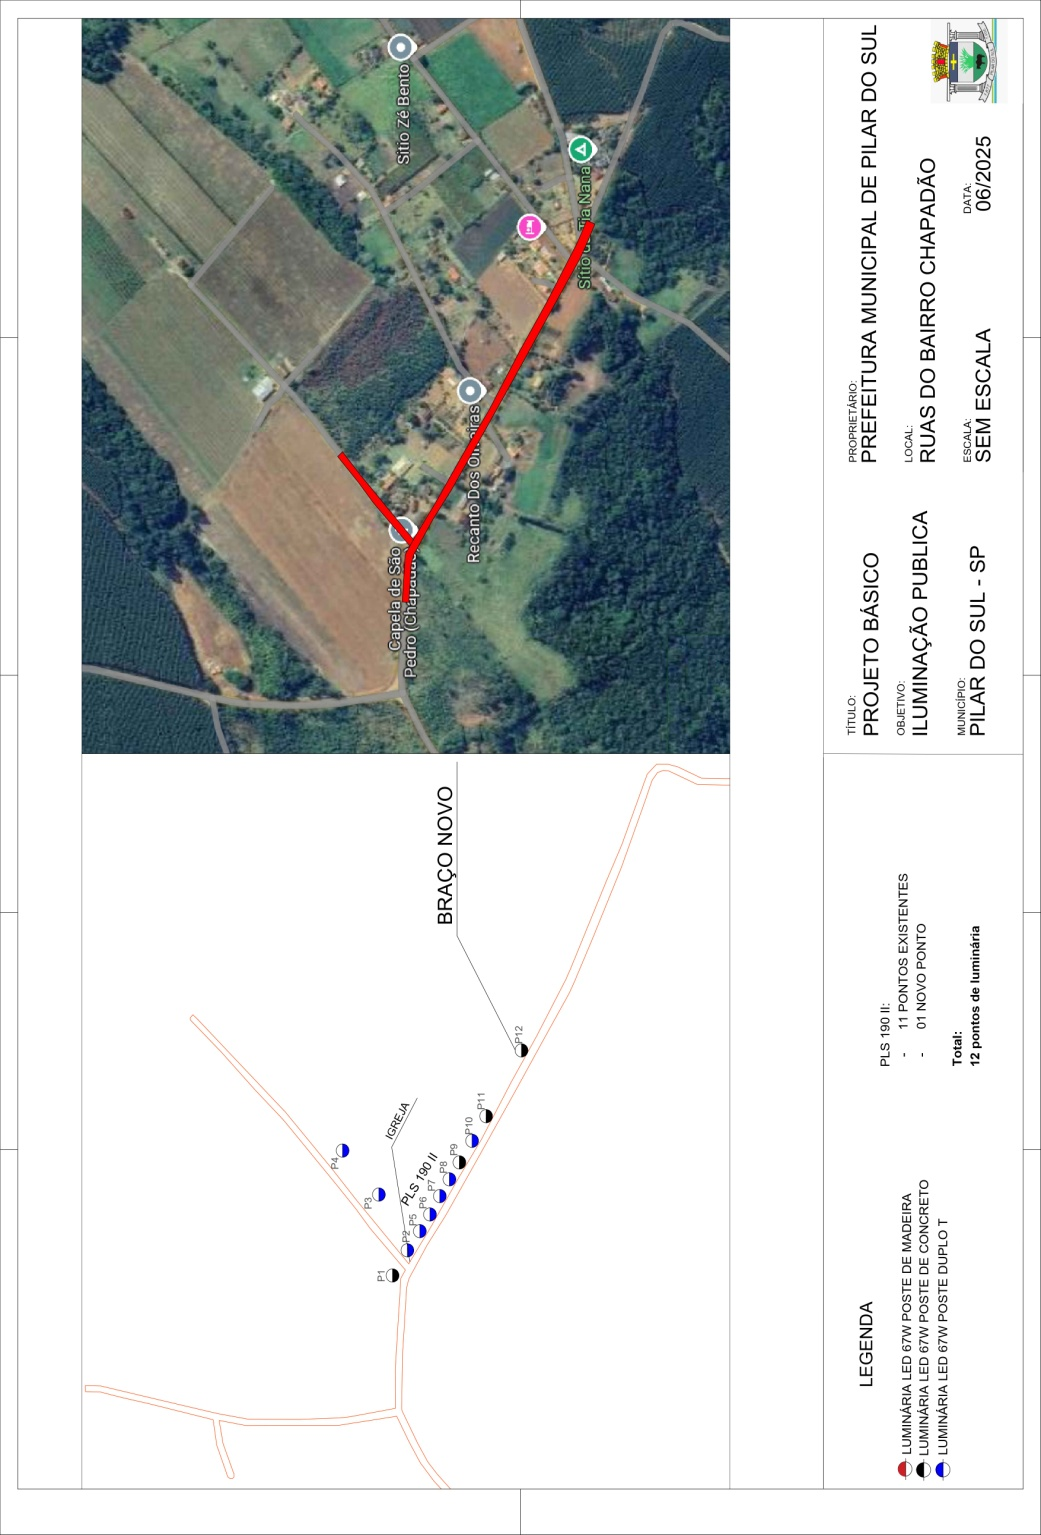 LEGENDA
LUMINÁRIA LED 67W POSTE DE MADEIRA
LUMINÁRIA LED 67W POSTE DE CONCRETO
LUMINÁRIA LED 67W POSTE DUPLO T
PLS 190 II:
- 11 PONTOS EXISTENTES
- 01 NOVO PONTO
Total:
12 pontos de luminária
TÍTULO:
PROJETO BÁSICO
OBJETIVO:
ILUMINAÇÃO PUBLICA
MUNICÍPIO:
PILAR DO SUL - SP
PROPRIETÁRIO:
PREFEITURA MUNICIPAL DE PILAR DO SUL
LOCAL:
RUAS DO BAIRRO CHAPADÃO
ESCALA:
SEM ESCALA
DATA:
06/2025
P1
P2
P3
P4
P5
P6
P7
P8
P9
P10
P11
P12
IGREJA
PLS 190 II
BRAÇO NOVO
Capela de São
Pedro (Chapadão)
Recanto Dos Oliveiras
Sítio da Tia Nana
Sítio Zé Bento